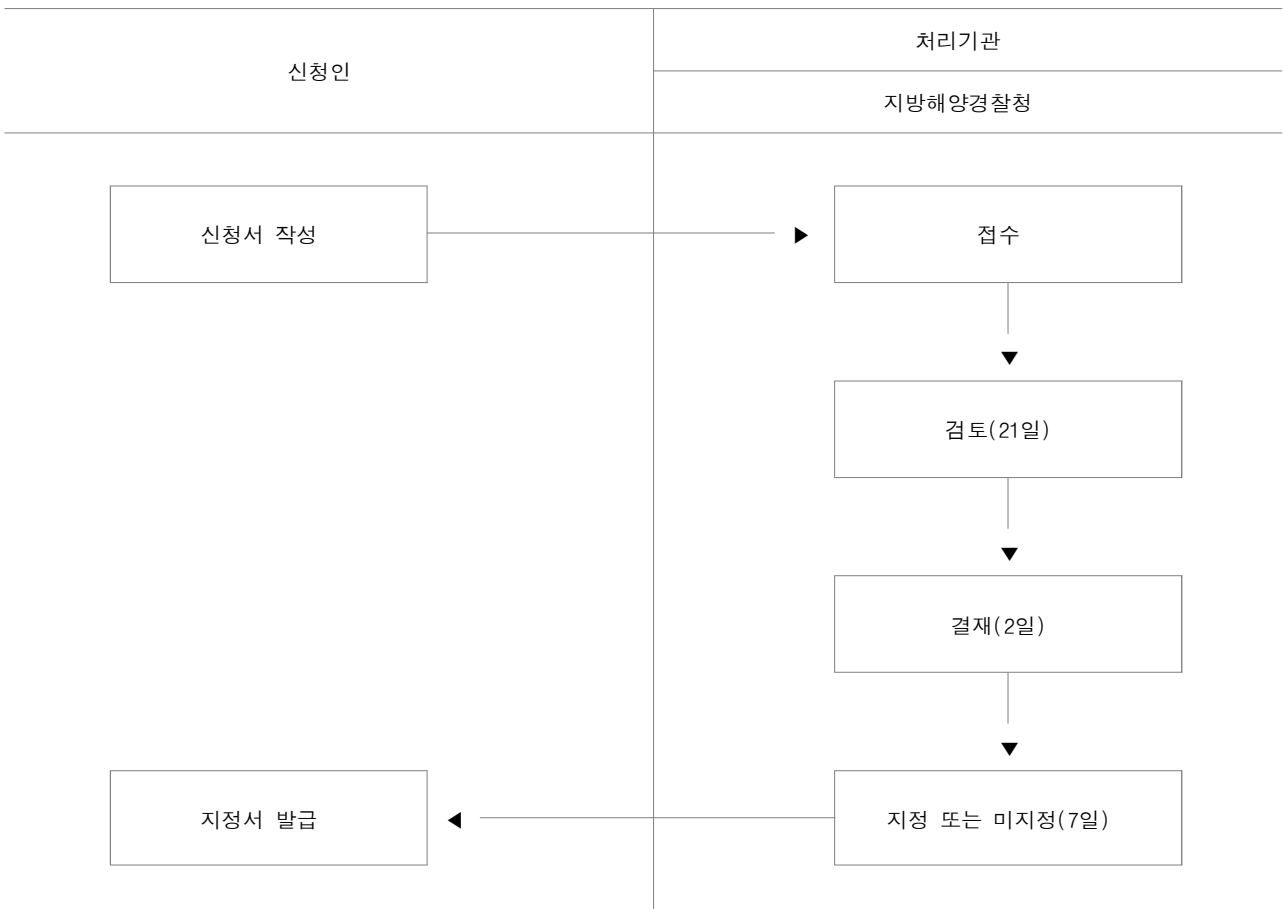 신청인
처리기관
지방해양경찰청
신청서 작성
접수
검토(21일)
결재(2일)
지정서 발급
지정 또는 미지정(7일)